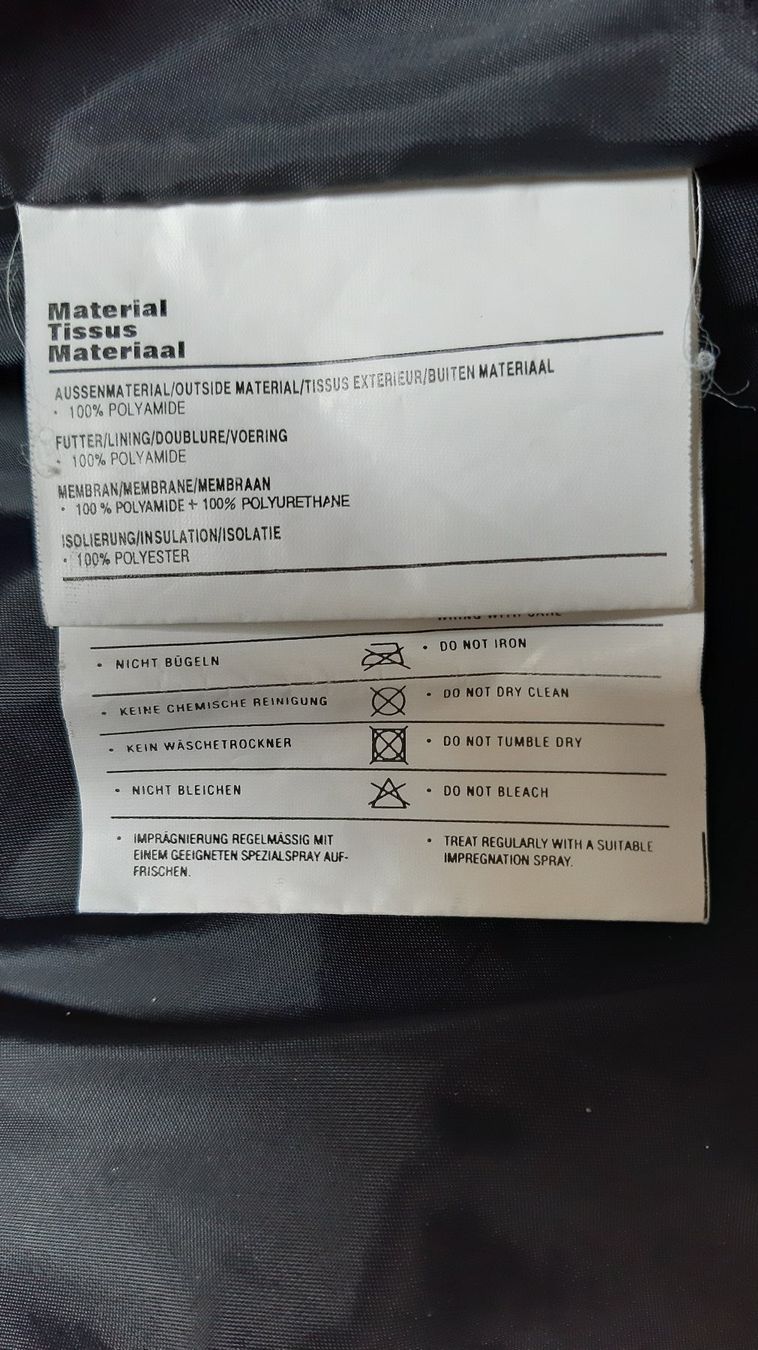 Material
Tissus
Materiaal
AUSSENMATERIAL/OUTSIDE MATERIAL/TISSUS EXTERIEUR/BUITEN MATERIAAL
• 100% POLYAMIDE
FUTTER/LINING/DOUBLURE/VOERING
• 100% POLYAMIDE
MEMBRAN/MEMBRANE/MEMBRAAN
• 100 % POLYAMIDE + 100% POLYURETHANE
ISOLIERUNG/INSULATION/ISOLATIE
• 100% POLYESTER
• NICHT BÜGELN
• DO NOT IRON
• KEINE CHEMISCHE REINIGUNG
• DO NOT DRY CLEAN
• KEIN WÄSCHETROCKNER
• DO NOT TUMBLE DRY
• NICHT BLEICHEN
• DO NOT BLEACH
• IMPRÄGNIERUNG REGELMÄSSIG MIT
EINEM GEEIGNETEN SPEZIALSPRAY AUF-
FRISCHEN.
• TREAT REGULARLY WITH A SUITABLE
IMPREGNATION SPRAY.